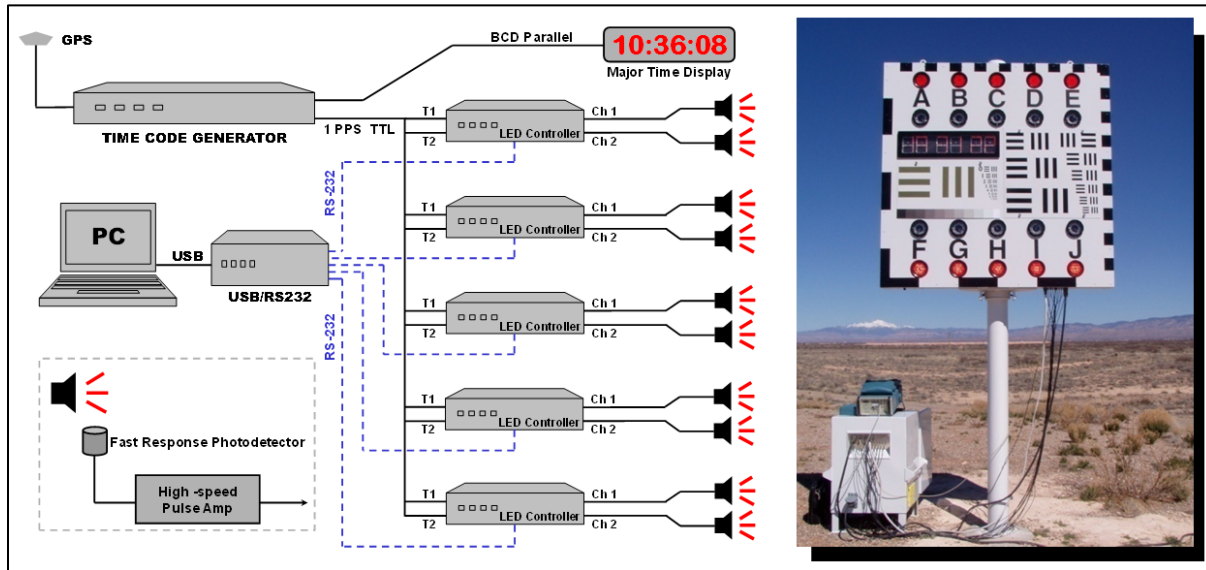 GPS
BCD Parallel
10:36:08
Major Time Display
TIME CODE GENERATOR
1 PPS TTL
T1
T2
LED Controller
Ch 1
Ch 2
RS-232
T1
T2
LED Controller
Ch 1
Ch 2
PC
USB
USB/RS232
T1
T2
LED Controller
Ch 1
Ch 2
RS-232
T1
T2
LED Controller
Ch 1
Ch 2
Fast Response Photodetector
High -speed
Pulse Amp
T1
T2
LED Controller
Ch 1
Ch 2
A B C D E
F G H I J